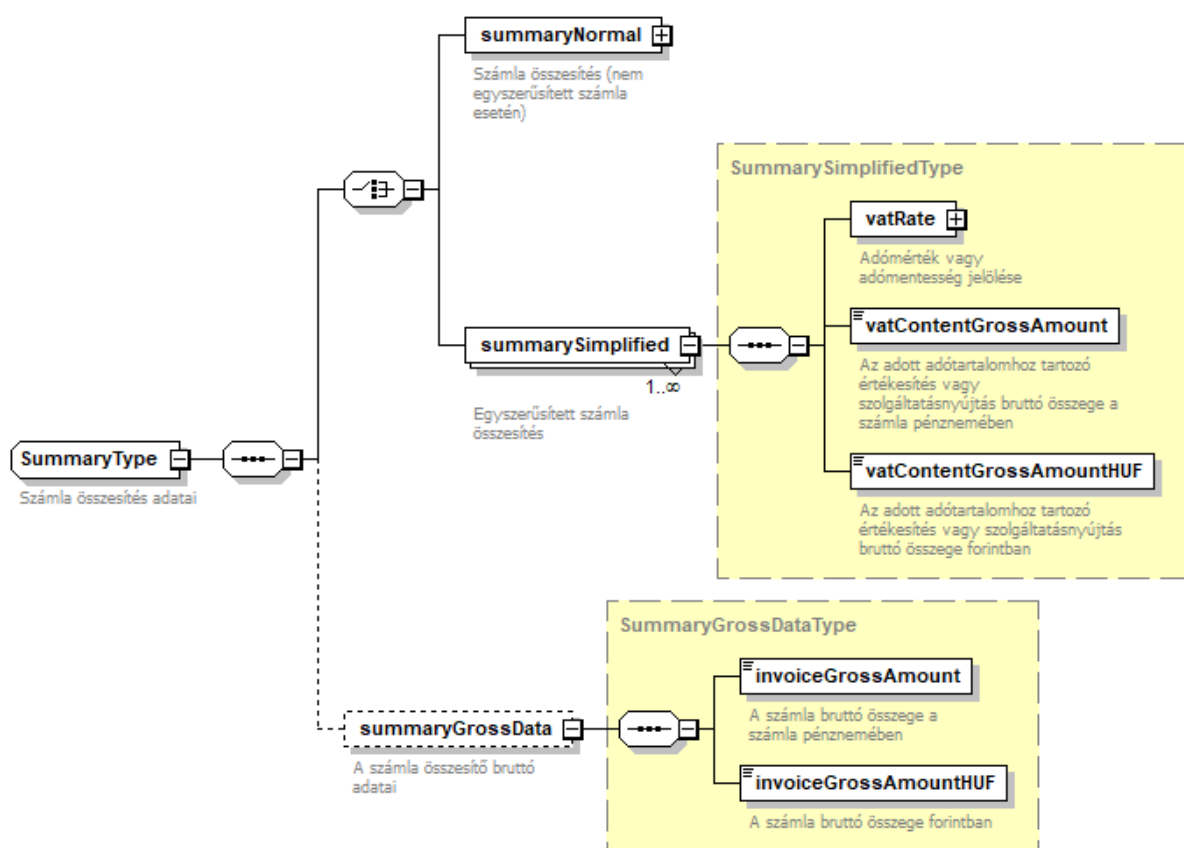 summaryNormal
Számla összesítés (nem
egyszerűsített számla
esetén)
SummarySimplifiedType
vatRate
Adómérték vagy
adómentesség jelölése
vatContentGrossAmount
Az adott adótartalomhoz tartozó
értékesítés vagy
szolgáltatásnyújtás bruttó összege a
számla pénznemében
summarySimplified
1..∞
Egyszerűsített számla
összesítés
vatContentGrossAmountHUF
Az adott adótartalomhoz tartozó
értékesítés vagy szolgáltatásnyújtás
bruttó összege forintban
SummaryType
Számla összesítés adatai
SummaryGrossDataType
invoiceGrossAmount
A számla bruttó összege a
számla pénznemében
summaryGrossData
A számla összesítő bruttó
adatai
invoiceGrossAmountHUF
A számla bruttó összege forintban